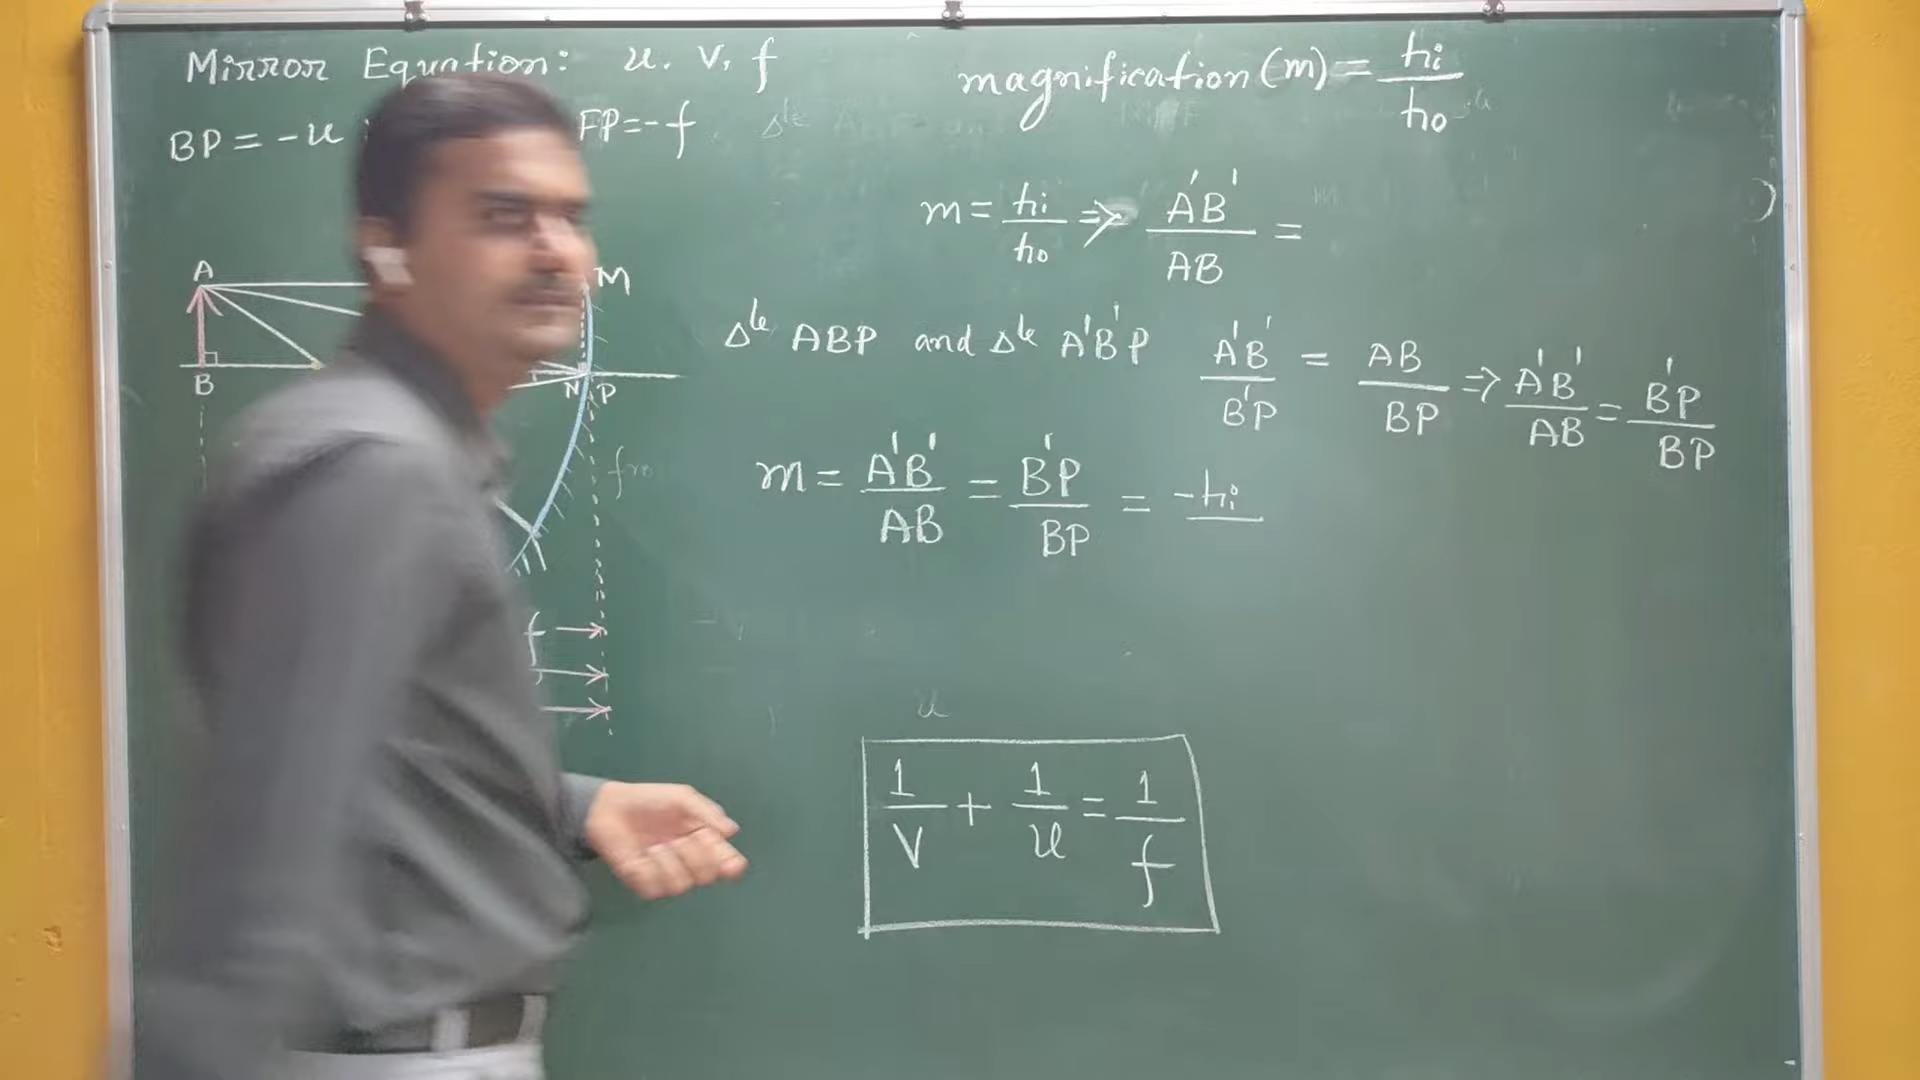 Mirror Equation: u. v, f
BP = -u FP=-f
magnification (m) = hi/ho
m = hi/ho => A'B'/AB =
Δle ABP and Δle A'B'P A'B'/B'P = AB/BP => A'B'/AB = B'P/BP
m = A'B'/AB = B'P/BP = -hi
A
M
B
N
P
f
u
1/v + 1/u = 1/f